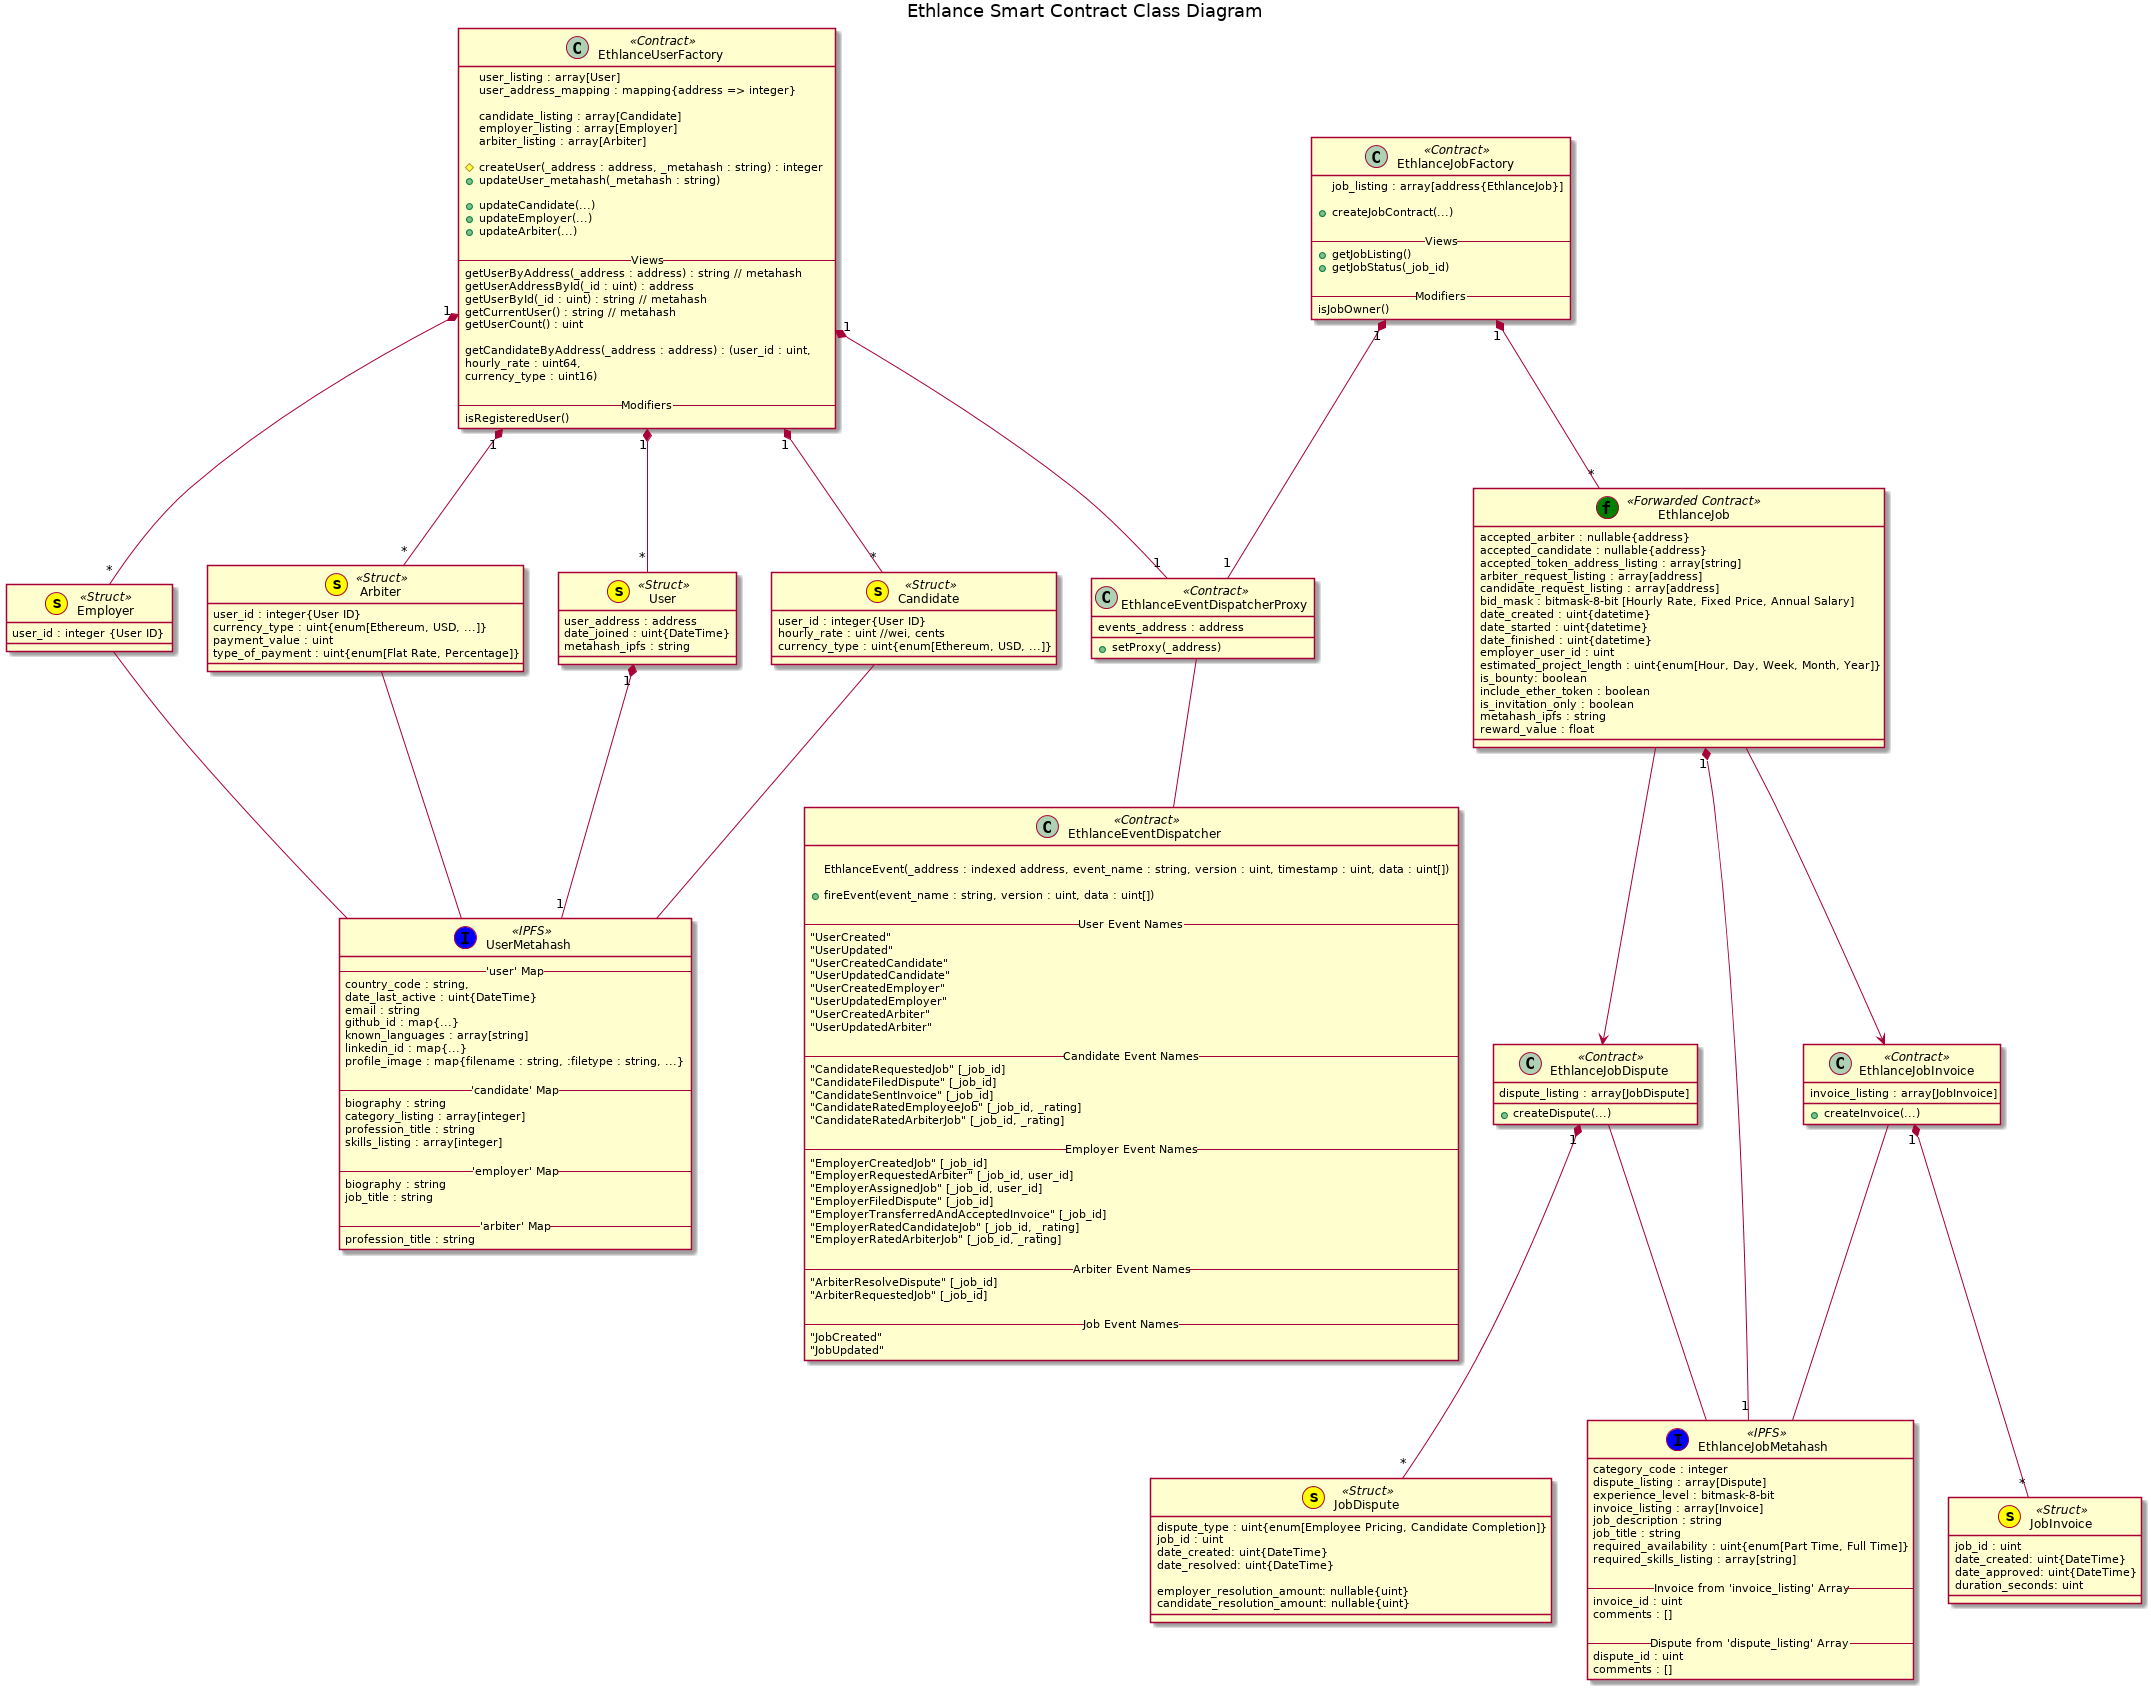 Ethlance Smart Contract Class Diagram
C
«Contract»
EthlanceUserFactory
user_listing : array[User]
user_address_mapping : mapping{address => integer}
candidate_listing : array[Candidate]
employer_listing : array[Employer]
arbiter_listing : array[Arbiter]
createUser(_address : address, _metahash : string) : integer
updateUser_metahash(_metahash : string)
updateCandidate(...)
updateEmployer(...)
updateArbiter(...)
Views
getUserByAddress(_address : address) : string // metahash
getUserAddressById(_id : uint) : address
getUserById(_id : uint) : string // metahash
getCurrentUser() : string // metahash
getUserCount() : uint
getCandidateByAddress(_address : address) : (user_id : uint,
hourly_rate : uint64,
currency_type : uint16)
Modifiers
isRegisteredUser()
C
«Contract»
EthlanceJobFactory
job_listing : array[address{EthlanceJob}]
createJobContract(...)
Views
getJobListing()
getJobStatus(_job_id)
Modifiers
isJobOwner()
1
1
1
1
1
1
1
*
*
*
*
1
1
*
S
«Struct»
Employer
user_id : integer {User ID}
S
«Struct»
Arbiter
user_id : integer{User ID}
currency_type : uint{enum[Ethereum, USD, ...]}
payment_value : uint
type_of_payment : uint{enum[Flat Rate, Percentage]}
S
«Struct»
User
user_address : address
date_joined : uint{DateTime}
metahash_ipfs : string
S
«Struct»
Candidate
user_id : integer{User ID}
hourly_rate : uint //wei, cents
currency_type : uint{enum[Ethereum, USD, ...]}
C
«Contract»
EthlanceEventDispatcherProxy
events_address : address
setProxy(_address)
f
«Forwarded Contract»
EthlanceJob
accepted_arbiter : nullable{address}
accepted_candidate : nullable{address}
accepted_token_address_listing : array[string]
arbiter_request_listing : array[address]
candidate_request_listing : array[address]
bid_mask : bitmask-8-bit [Hourly Rate, Fixed Price, Annual Salary]
date_created : uint{datetime}
date_started : uint{datetime}
date_finished : uint{datetime}
employer_user_id : uint
estimated_project_length : uint{enum[Hour, Day, Week, Month, Year]}
is_bounty: boolean
include_ether_token : boolean
is_invitation_only : boolean
metahash_ipfs : string
reward_value : float
1
1
1
I
«IPFS»
UserMetahash
'user' Map
country_code : string,
date_last_active : uint{DateTime}
email : string
github_id : map{...}
known_languages : array[string]
linkedin_id : map{...}
profile_image : map{filename : string, :filetype : string, ...}
'candidate' Map
biography : string
category_listing : array[integer]
profession_title : string
skills_listing : array[integer]
'employer' Map
biography : string
job_title : string
'arbiter' Map
profession_title : string
C
«Contract»
EthlanceEventDispatcher
EthlanceEvent(_address : indexed address, event_name : string, version : uint, timestamp : uint, data : uint[])
fireEvent(event_name : string, version : uint, data : uint[])
User Event Names
"UserCreated"
"UserUpdated"
"UserCreatedCandidate"
"UserUpdatedCandidate"
"UserCreatedEmployer"
"UserUpdatedEmployer"
"UserCreatedArbiter"
"UserUpdatedArbiter"
Candidate Event Names
"CandidateRequestedJob" [_job_id]
"CandidateFiledDispute" [_job_id]
"CandidateSentInvoice" [_job_id]
"CandidateRatedEmployeeJob" [_job_id, _rating]
"CandidateRatedArbiterJob" [_job_id, _rating]
Employer Event Names
"EmployerCreatedJob" [_job_id]
"EmployerRequestedArbiter" [_job_id, user_id]
"EmployerAssignedJob" [_job_id, user_id]
"EmployerFiledDispute" [_job_id]
"EmployerTransferredAndAcceptedInvoice" [_job_id]
"EmployerRatedCandidateJob" [_job_id, _rating]
"EmployerRatedArbiterJob" [_job_id, _rating]
Arbiter Event Names
"ArbiterResolveDispute" [_job_id]
"ArbiterRequestedJob" [_job_id]
Job Event Names
"JobCreated"
"JobUpdated"
C
«Contract»
EthlanceJobDispute
dispute_listing : array[JobDispute]
createDispute(...)
C
«Contract»
EthlanceJobInvoice
invoice_listing : array[JobInvoice]
createInvoice(...)
1
1
1
*
*
S
«Struct»
JobDispute
dispute_type : uint{enum[Employee Pricing, Candidate Completion]}
job_id : uint
date_created: uint{DateTime}
date_resolved: uint{DateTime}
employer_resolution_amount: nullable{uint}
candidate_resolution_amount: nullable{uint}
I
«IPFS»
EthlanceJobMetahash
category_code : integer
dispute_listing : array[Dispute]
experience_level : bitmask-8-bit
invoice_listing : array[Invoice]
job_description : string
job_title : string
required_availability : uint{enum[Part Time, Full Time]}
required_skills_listing : array[string]
Invoice from 'invoice_listing' Array
invoice_id : uint
comments : []
Dispute from 'dispute_listing' Array
dispute_id : uint
comments : []
S
«Struct»
JobInvoice
job_id : uint
date_created: uint{DateTime}
date_approved: uint{DateTime}
duration_seconds: uint